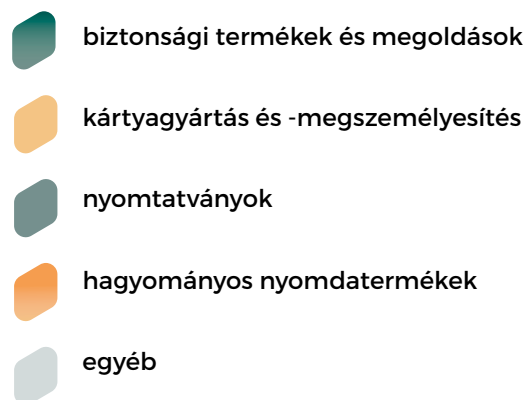 biztonsági termékek és megoldások
kártyagyártás és -megszemélyesítés
nyomtatványok
hagyományos nyomdatermékek
egyéb